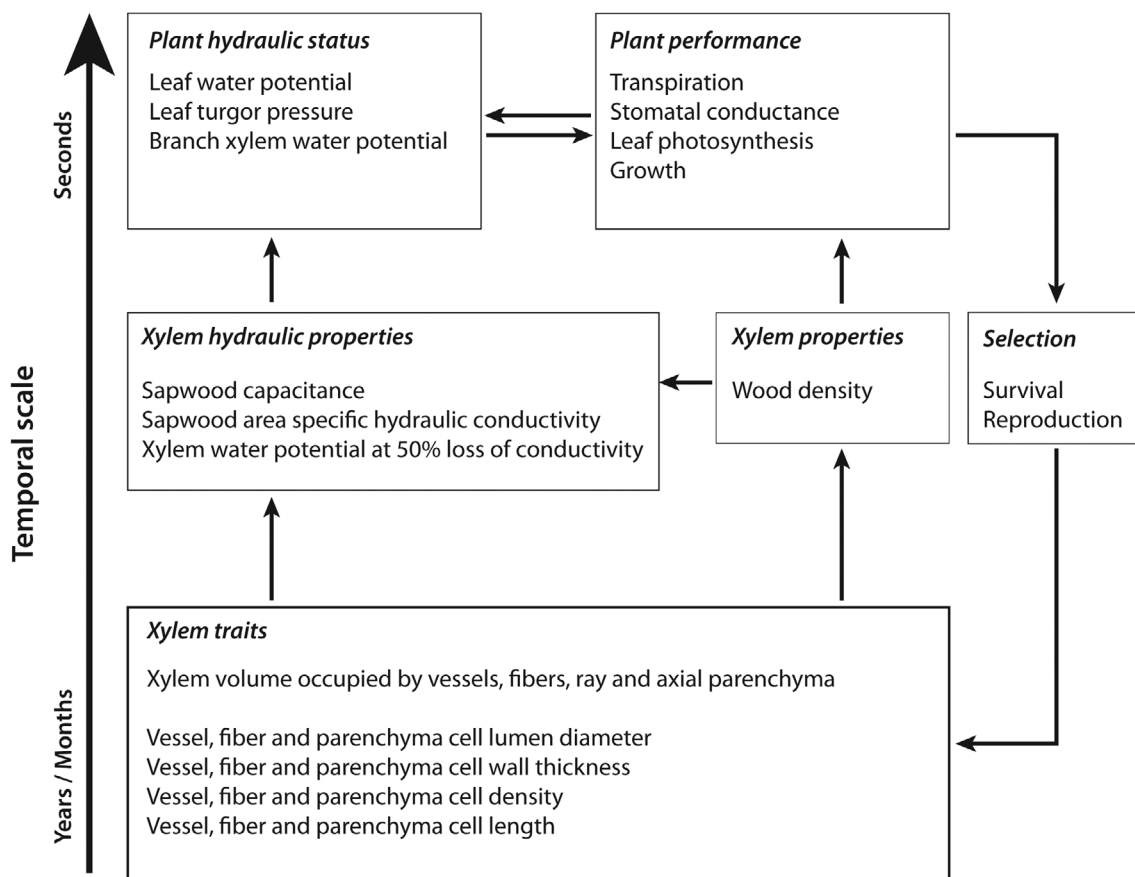 Plant hydraulic status
Leaf water potential
Leaf turgor pressure
Branch xylem water potential
Plant performance
Transpiration
Stomatal conductance
Leaf photosynthesis
Growth
Seconds
Xylem hydraulic properties
Sapwood capacitance
Sapwood area specific hydraulic conductivity
Xylem water potential at 50% loss of conductivity
Xylem properties
Wood density
Selection
Survival
Reproduction
Temporal scale
Xylem traits
Xylem volume occupied by vessels, fibers, ray and axial parenchyma
Vessel, fiber and parenchyma cell lumen diameter
Vessel, fiber and parenchyma cell wall thickness
Vessel, fiber and parenchyma cell density
Vessel, fiber and parenchyma cell length
Years / Months